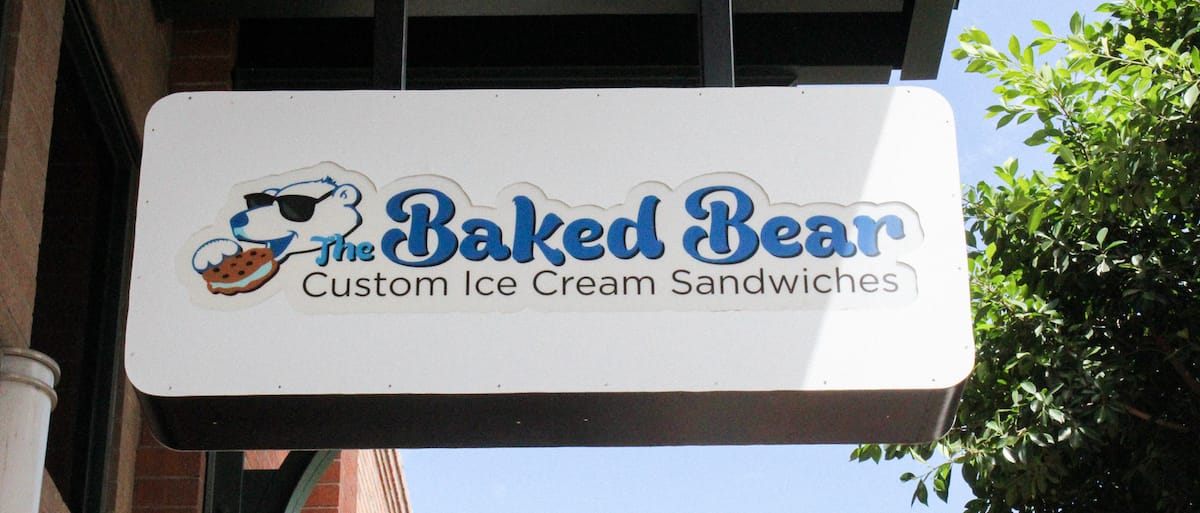 The Baked Bear
Custom Ice Cream Sandwiches